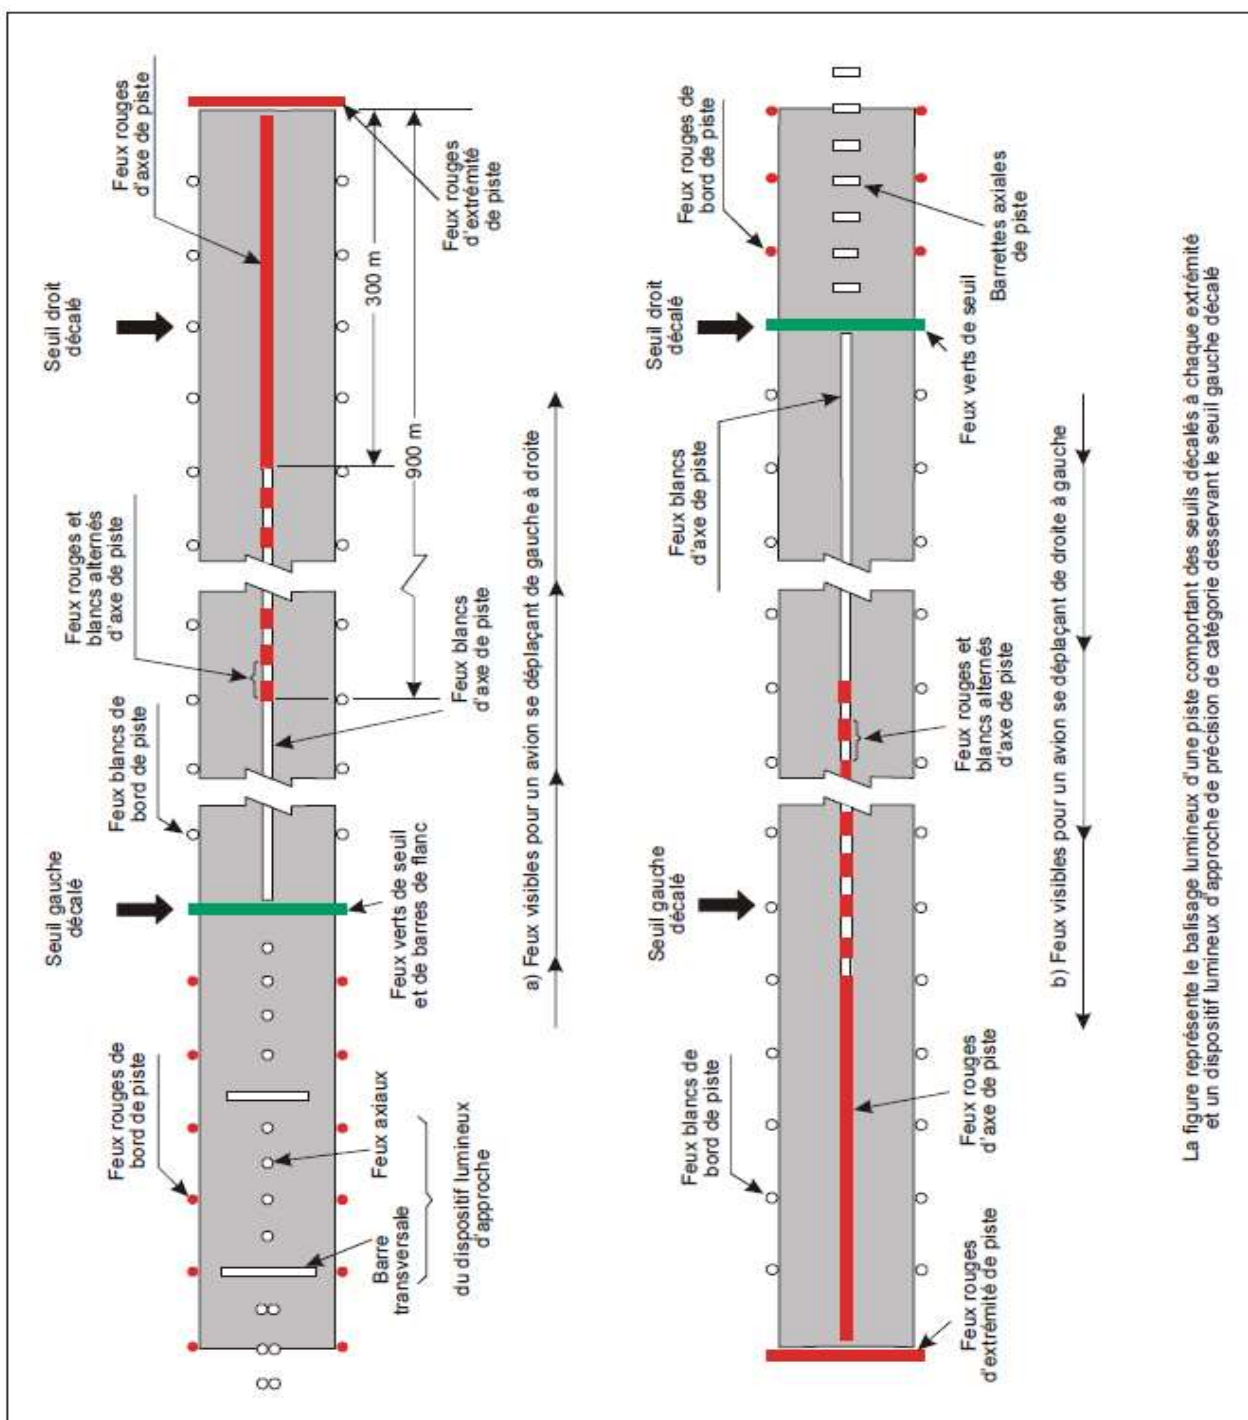 Seuil gauche
décalé
Seuil droit
décalé
Feux rouges de
bord de piste
Feux blancs de
bord de piste
Feux rouges et
blancs alternés
d'axe de piste
Feux rouges
d'axe de piste
Barre
transversale
Feux axiaux
du dispositif lumineux
d'approche
Feux verts de seuil
et de barres de flanc
Feux blancs
d'axe de piste
300 m
900 m
Feux rouges
d'extrémité
de piste
a) Feux visibles pour un avion se déplaçant de gauche à droite
Seuil gauche
décalé
Seuil droit
décalé
Feux blancs de
bord de piste
Feux blancs
d'axe de piste
Feux rouges de
bord de piste
Feux rouges
d'extrémité de piste
Feux rouges
d'axe de piste
Feux rouges et
blancs alternés
d'axe de piste
Feux verts de seuil
Barrettes axiales
de piste
b) Feux visibles pour un avion se déplaçant de droite à gauche
La figure représente le balisage lumineux d'une piste comportant des seuils décalés à chaque extrémité
et un dispositif lumineux d'approche de précision de catégorie desservant le seuil gauche décalé